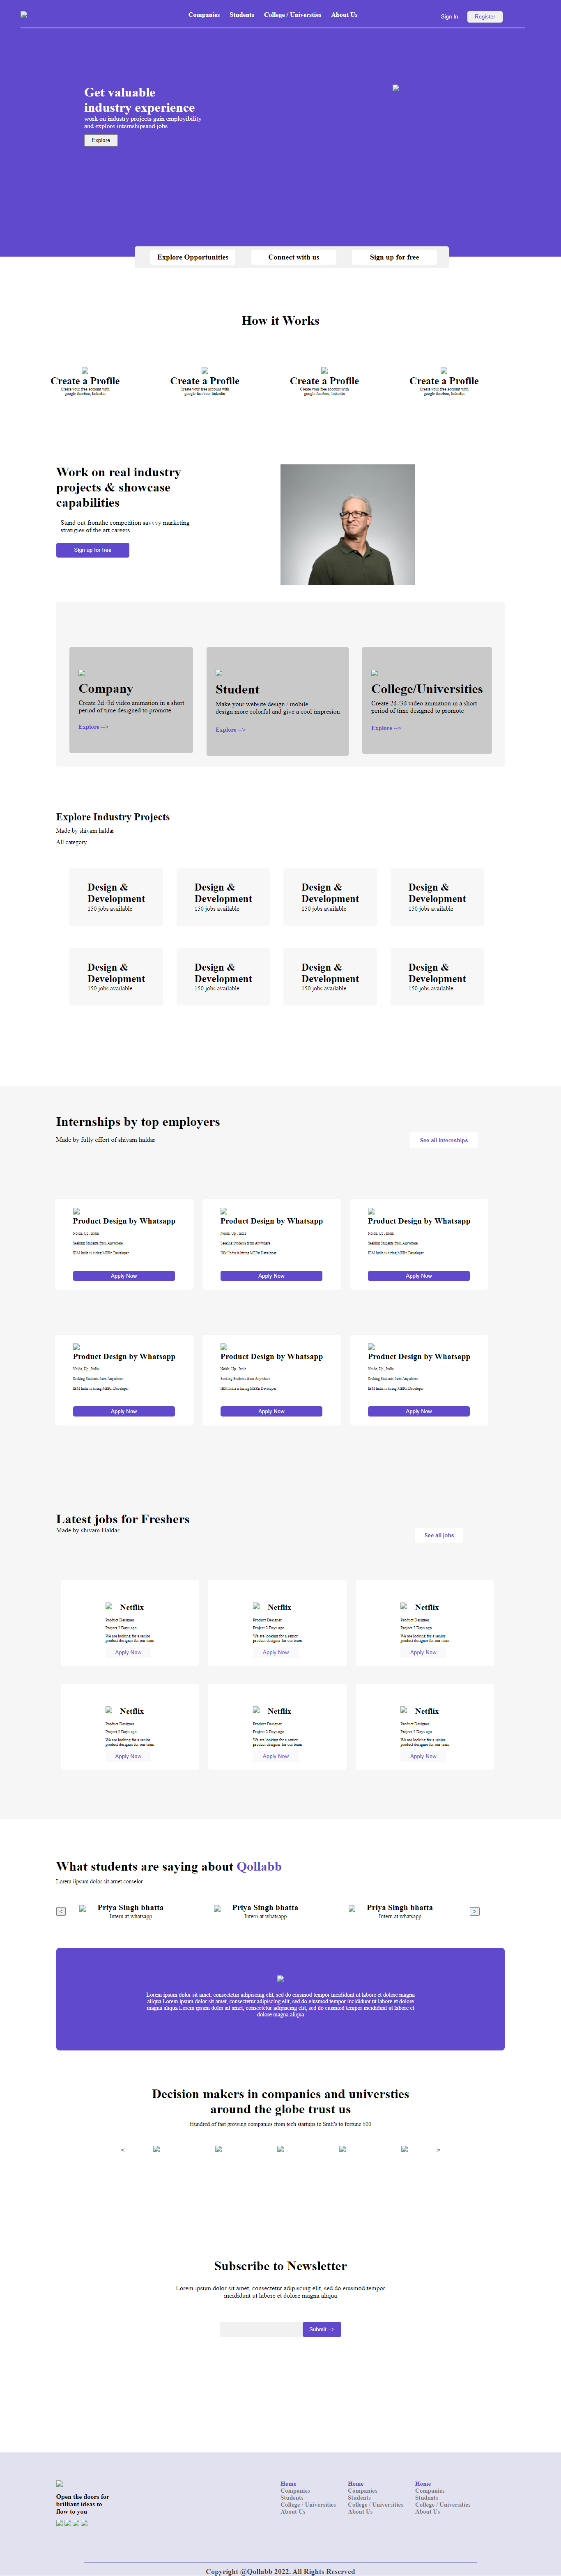 Companies Students College / Universties About Us Sign In Register
Get valuable
industry experience
work on industry projects gain employibility
and explore internshipsand jobs
Explore
Explore Opportunities Connect with us Sign up for free
How it Works
Create a Profile Create a Profile Create a Profile Create a Profile
Create your free account with Create your free account with Create your free account with Create your free account with
google facebos, linkedin google facebos, linkedin google facebos, linkedin google facebos, linkedin
Work on real industry
projects & showcase
capabilities
Stand out fromthe competition savvvy marketing
stratigies of the art careers
Sign up for free
Company
Create 2d /3d video animation in a short
period of time designed to promote
Explore -->
Student
Make your website design / mobile
design more colorful and give a cool impresion
Explore -->
College/Universities
Create 2d /3d video animation in a short
period of time designed to promote
Explore -->
Explore Industry Projects
Made by shivam haldar
All category
Design & Design & Design & Design &
Development Development Development Development
150 jobs available 150 jobs available 150 jobs available 150 jobs available
Design & Design & Design & Design &
Development Development Development Development
150 jobs available 150 jobs available 150 jobs available 150 jobs available
Internships by top employers
Made by fully effort of shivam haldar
See all internships
Product Design by Whatsapp Product Design by Whatsapp Product Design by Whatsapp
Noida, Up , India Noida, Up , India Noida, Up , India
Seeking Students from Anywhere Seeking Students from Anywhere Seeking Students from Anywhere
IBM India is hiring MERn Developer IBM India is hiring MERn Developer IBM India is hiring MERn Developer
Apply Now Apply Now Apply Now
Product Design by Whatsapp Product Design by Whatsapp Product Design by Whatsapp
Noida, Up , India Noida, Up , India Noida, Up , India
Seeking Students from Anywhere Seeking Students from Anywhere Seeking Students from Anywhere
IBM India is hiring MERn Developer IBM India is hiring MERn Developer IBM India is hiring MERn Developer
Apply Now Apply Now Apply Now
Latest jobs for Freshers
Made by shivam Haldar
See all jobs
Netflix Netflix Netflix
Product Designer Product Designer Product Designer
Project 2 Days ago Project 2 Days ago Project 2 Days ago
We are looking for a senior We are looking for a senior We are looking for a senior
product designer for our team product designer for our team product designer for our team
Apply Now Apply Now Apply Now
Netflix Netflix Netflix
Product Designer Product Designer Product Designer
Project 2 Days ago Project 2 Days ago Project 2 Days ago
We are looking for a senior We are looking for a senior We are looking for a senior
product designer for our team product designer for our team product designer for our team
Apply Now Apply Now Apply Now
What students are saying about Qollabb
Lorem iipsum dolor sit amet conselor
< Priya Singh bhatta Priya Singh bhatta Priya Singh bhatta >
Intern at whatsapp Intern at whatsapp Intern at whatsapp
Lorem ipsum dolor sit amet, consectetur adipiscing elit, sed do eiusmod tempor incididunt ut labore et dolore magna
aliqua Lorem ipsum dolor sit amet, consectetur adipiscing elit, sed do eiusmod tempor incididunt ut labore et dolore
magna aliqua Lorem ipsum dolor sit amet, consectetur adipiscing elit, sed do eiusmod tempor incididunt ut labore et
dolore magna aliqua
Decision makers in companies and universties
around the globe trust us
Hundred of fast growing companies from tech startups to SmE's to fortune 500
< >
Subscribe to Newsletter
Lorem ipsum dolor sit amet, consectetur adipiscing elit, sed do eiusmod tempor
incididunt ut labore et dolore magna aliqua
Submit -->
Open the doors for
brilliant ideas to
flow to you
Home Home Home
Companies Companies Companies
Students Students Students
College / Universities College / Universities College / Universities
About Us About Us About Us
Copyright @Qollabb 2022. All Rights Reserved